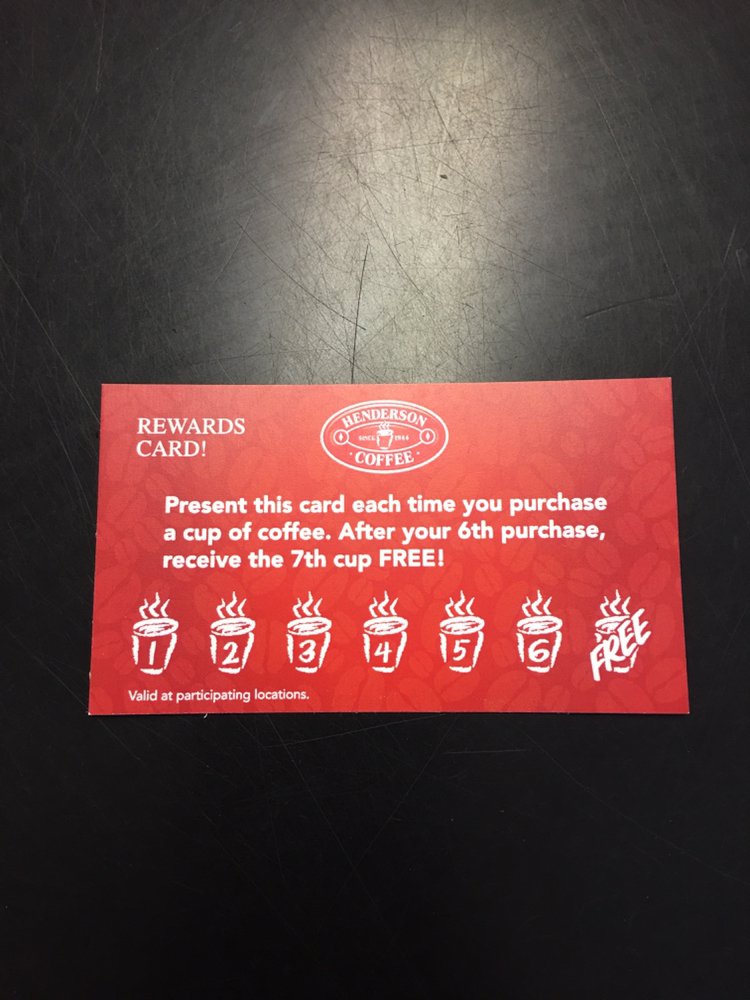 REWARDS
CARD!
HENDERSON
SINCE 1984
COFFEE
Present this card each time you purchase
a cup of coffee. After your 6th purchase,
receive the 7th cup FREE!
1 2 3 4 5 6 FREE
Valid at participating locations.